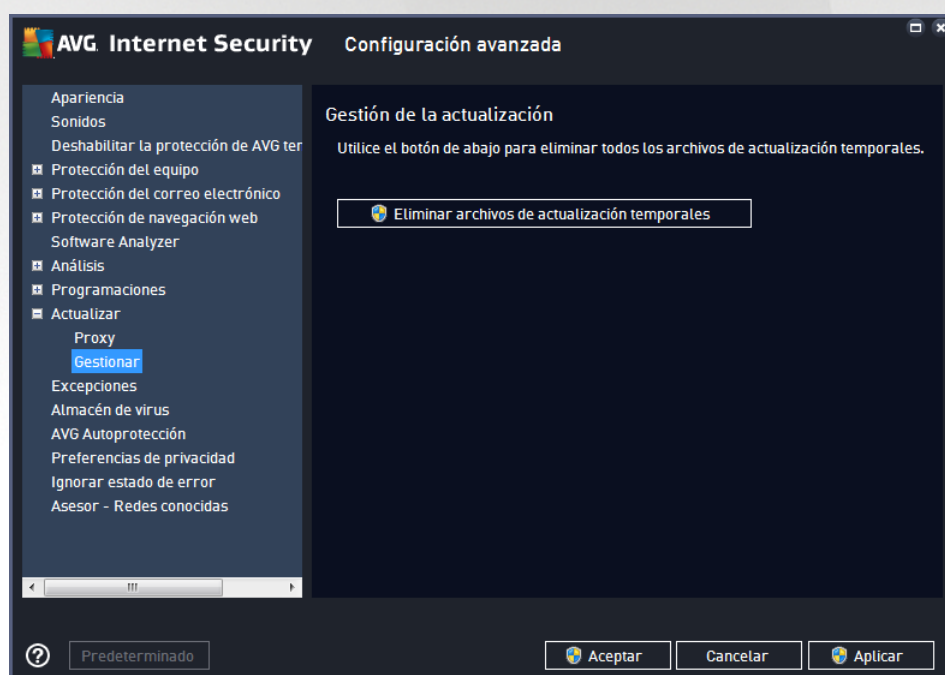 AVG. Internet Security Configuración avanzada
Apariencia
Sonidos
Deshabilitar la protección de AVG ter
Protección del equipo
Protección del correo electrónico
Protección de navegación web
Software Analyzer
Análisis
Programaciones
Actualizar
Proxy
Gestionar
Excepciones
Almacén de virus
AVG Autoprotección
Preferencias de privacidad
Ignorar estado de error
Asesor - Redes conocidas
Gestión de la actualización
Utilice el botón de abajo para eliminar todos los archivos de actualización temporales.
Eliminar archivos de actualización temporales
? Predeterminado
Aceptar
Cancelar
Aplicar